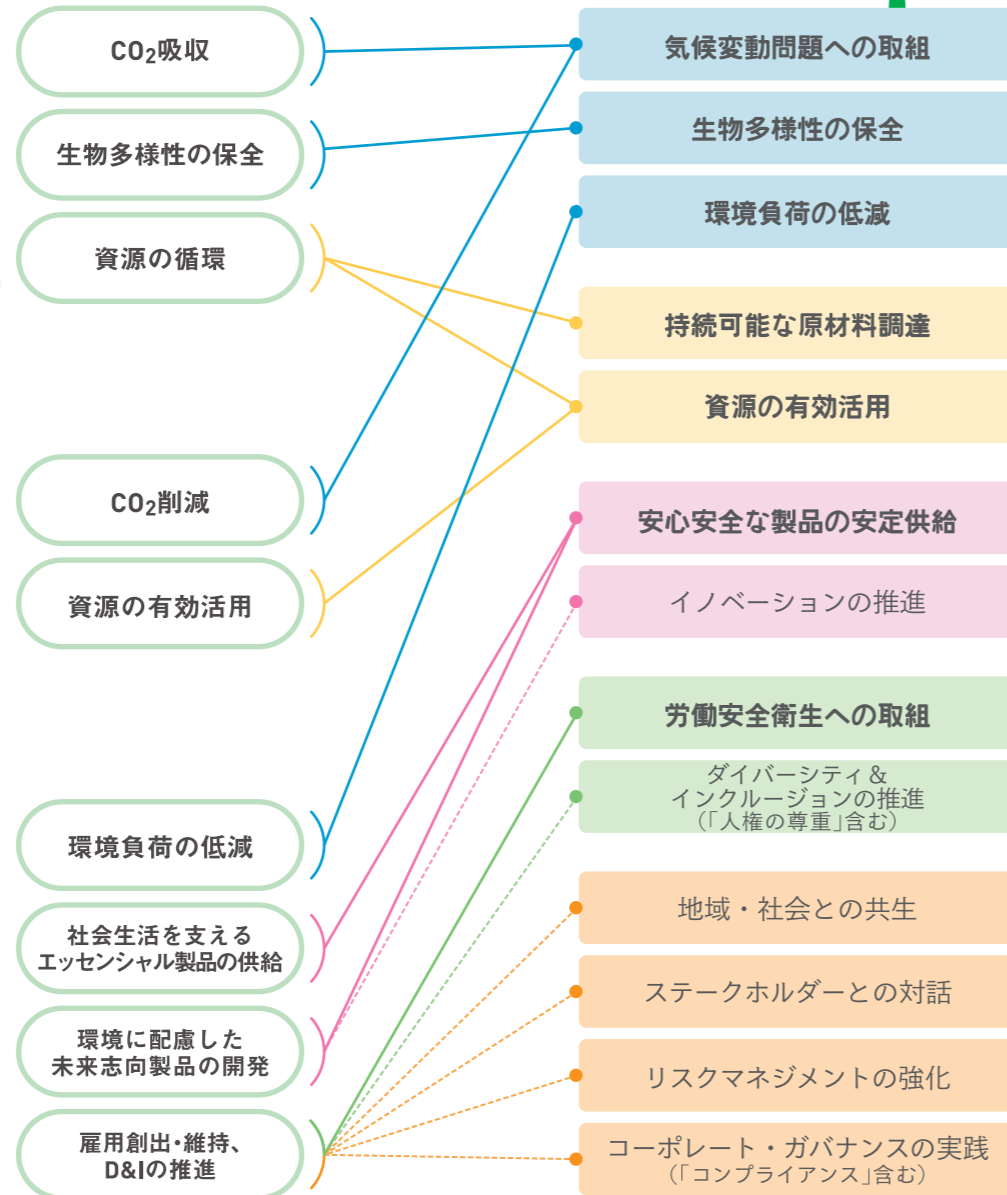 CO₂吸収
生物多様性の保全
資源の循環
CO₂削減
資源の有効活用
環境負荷の低減
社会生活を支える
エッセンシャル製品の供給
環境に配慮した
未来志向製品の開発
雇用創出・維持、
D&Iの推進
気候変動問題への取組
生物多様性の保全
環境負荷の低減
持続可能な原材料調達
資源の有効活用
安心安全な製品の安定供給
イノベーションの推進
労働安全衛生への取組
ダイバーシティ＆
インクルージョンの推進
（「人権の尊重」含む）
地域・社会との共生
ステークホルダーとの対話
リスクマネジメントの強化
コーポレート・ガバナンスの実践
（「コンプライアンス」含む）